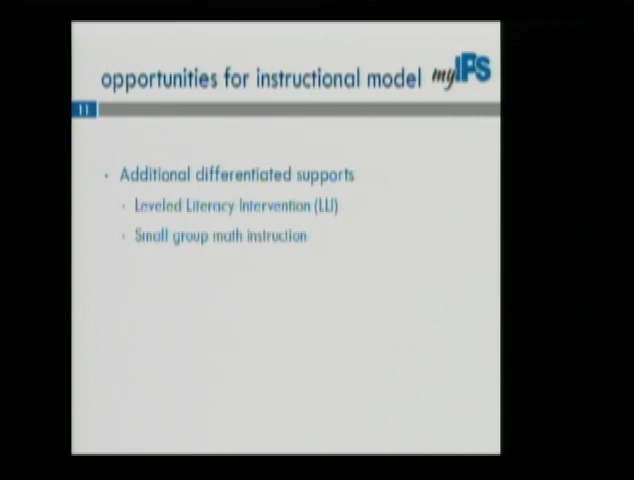 opportunities for instructional model
myIPS
11
• Additional differentiated supports
• Leveled Literacy Intervention (LLI)
• Small group math instruction